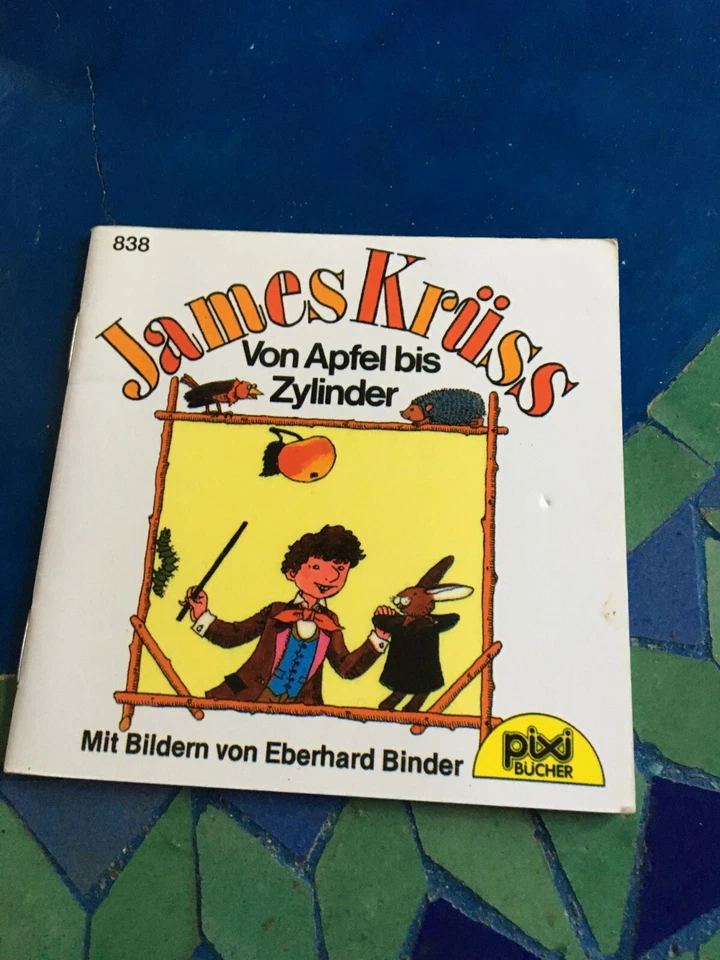 838
James Krüss
Von Apfel bis
Zylinder
Mit Bildern von Eberhard Binder
pixi
BÜCHER